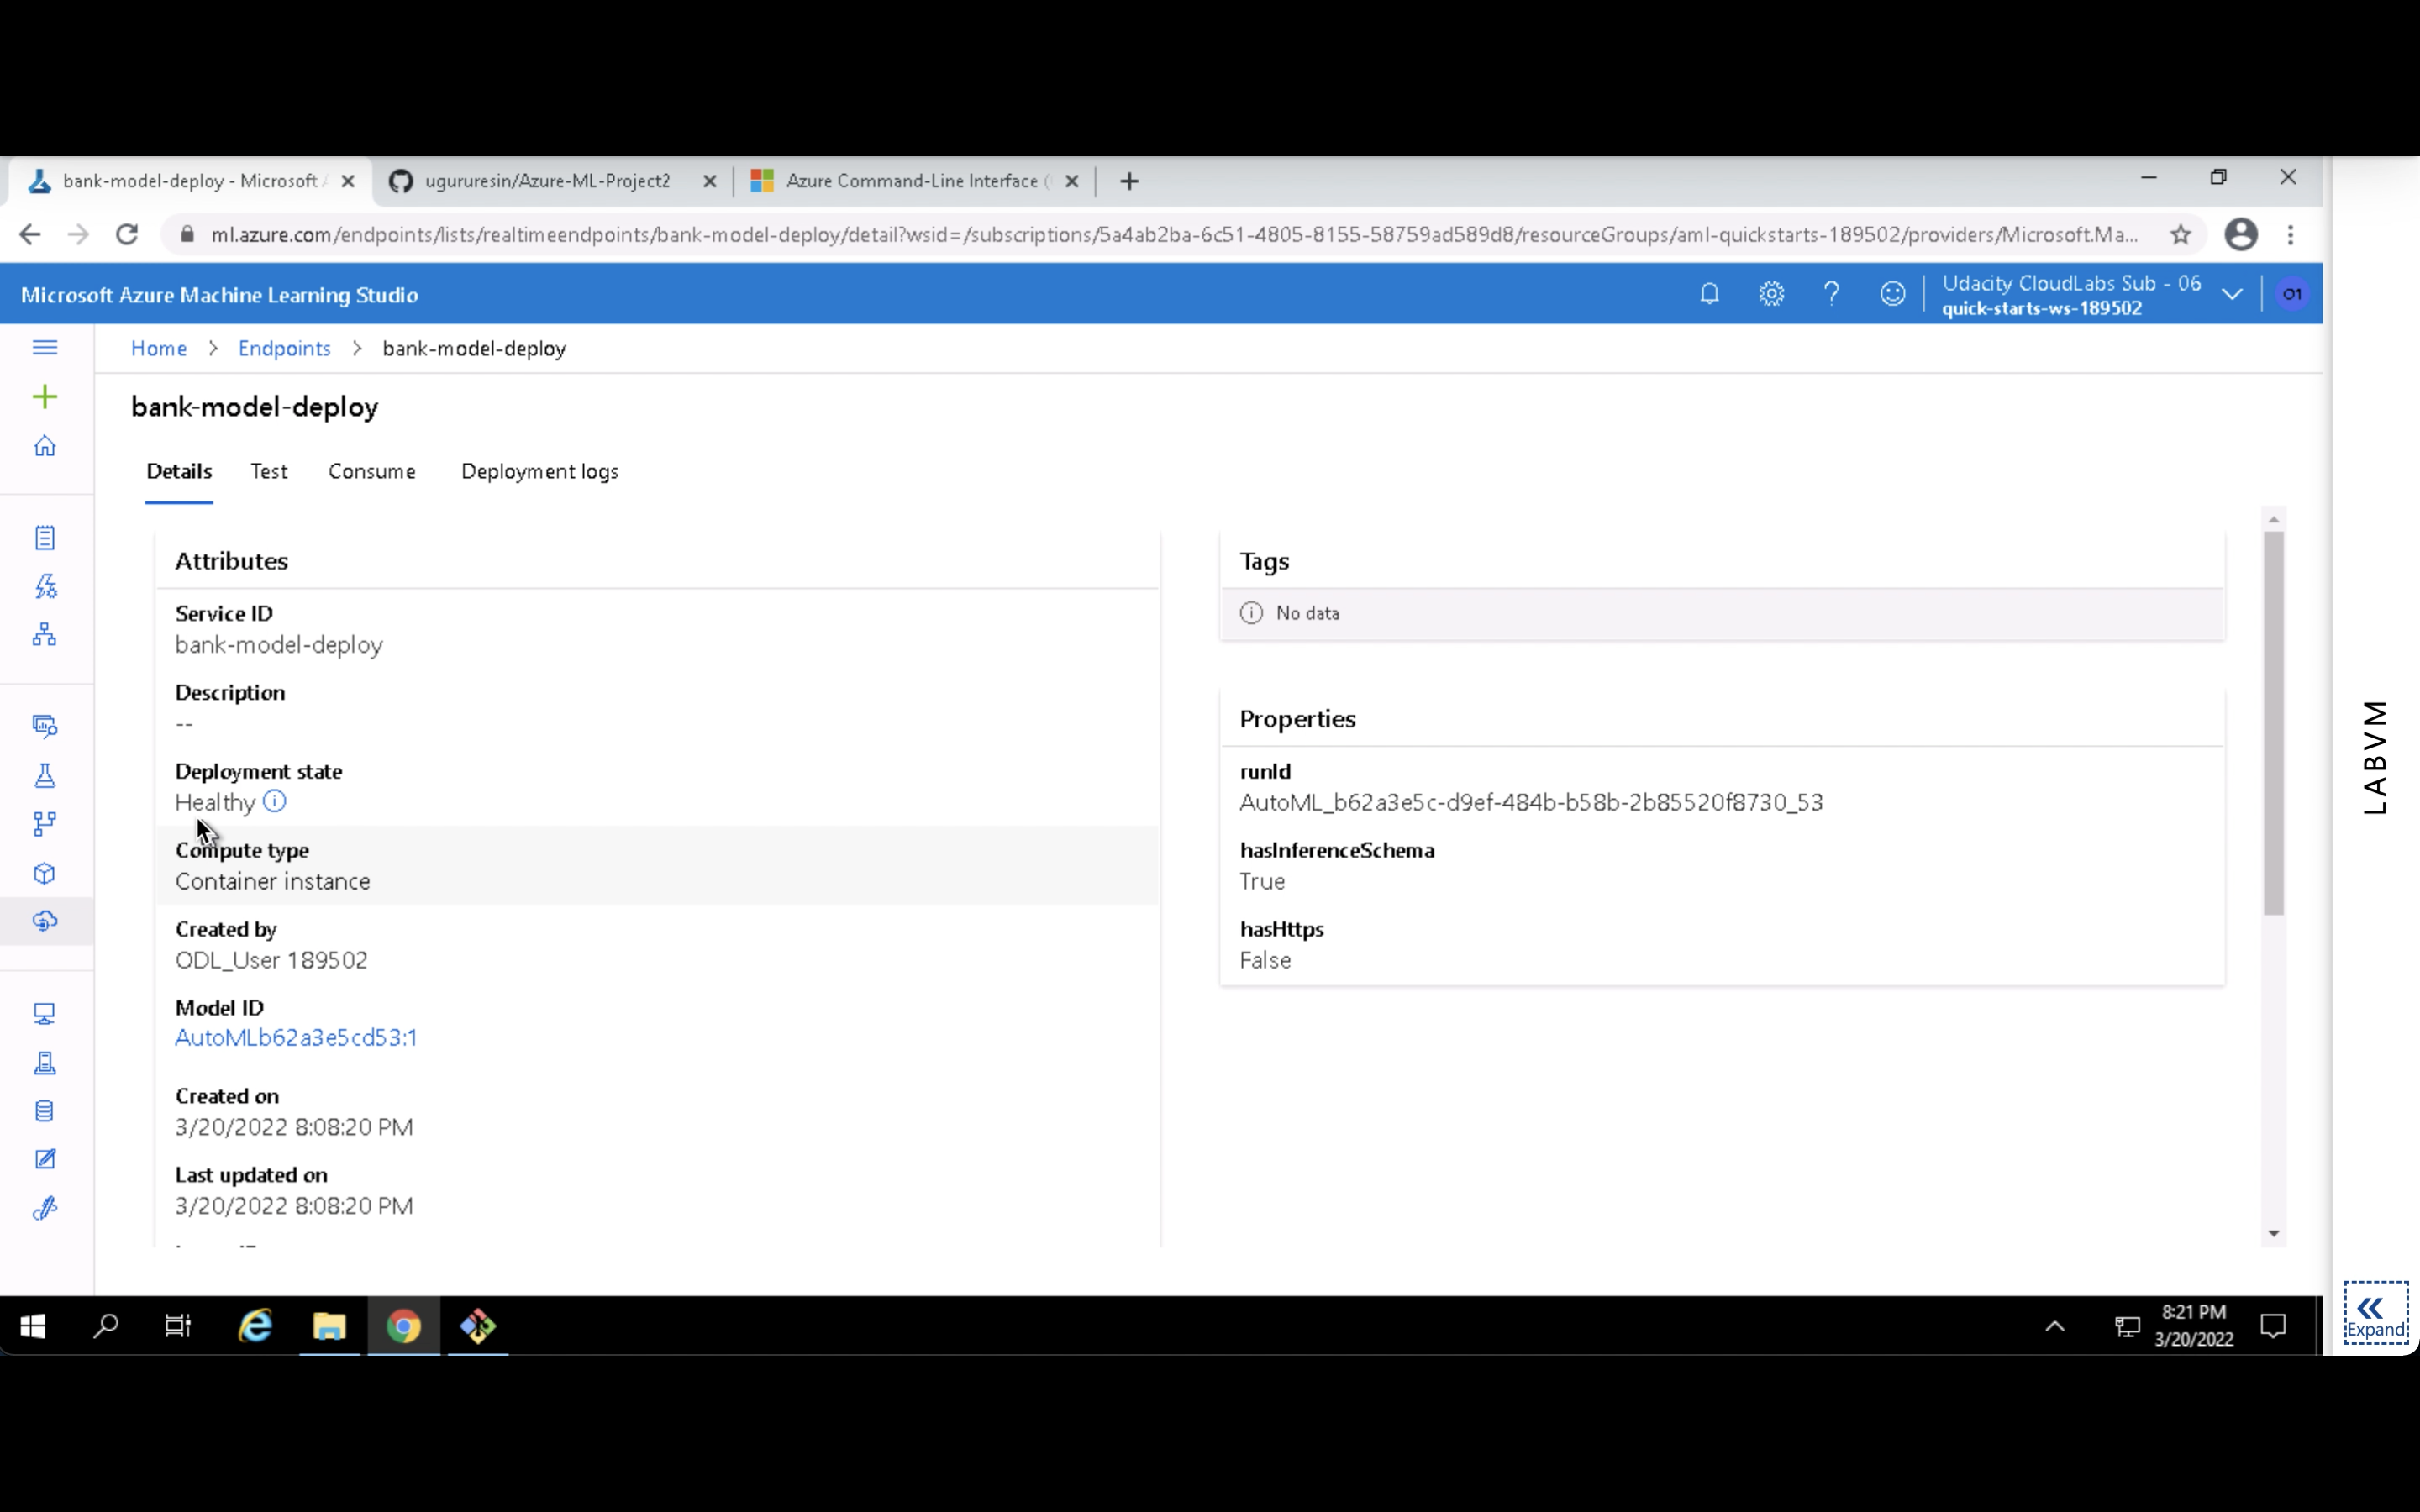 bank-model-deploy - Microsoft
ugururesin/Azure-ML-Project2
Azure Command-Line Interface (
ml.azure.com/endpoints/lists/realtimeendpoints/bank-model-deploy/detail?wsid=/subscriptions/5a4ab2ba-6c51-4805-8155-58759ad589d8/resourceGroups/aml-quickstarts-189502/providers/Microsoft.Ma...
Microsoft Azure Machine Learning Studio
Udacity CloudLabs Sub - 06
quick-starts-ws-189502
O1
Home > Endpoints > bank-model-deploy
bank-model-deploy
Details Test Consume Deployment logs
Attributes
Service ID
bank-model-deploy
Description
--
Deployment state
Healthy
Compute type
Container instance
Created by
ODL_User 189502
Model ID
AutoMLb62a3e5cd53:1
Created on
3/20/2022 8:08:20 PM
Last updated on
3/20/2022 8:08:20 PM
Tags
No data
Properties
runId
AutoML_b62a3e5c-d9ef-484b-b58b-2b85520f8730_53
hasInferenceSchema
True
hasHttps
False
LABVM
Expand
8:21 PM
3/20/2022